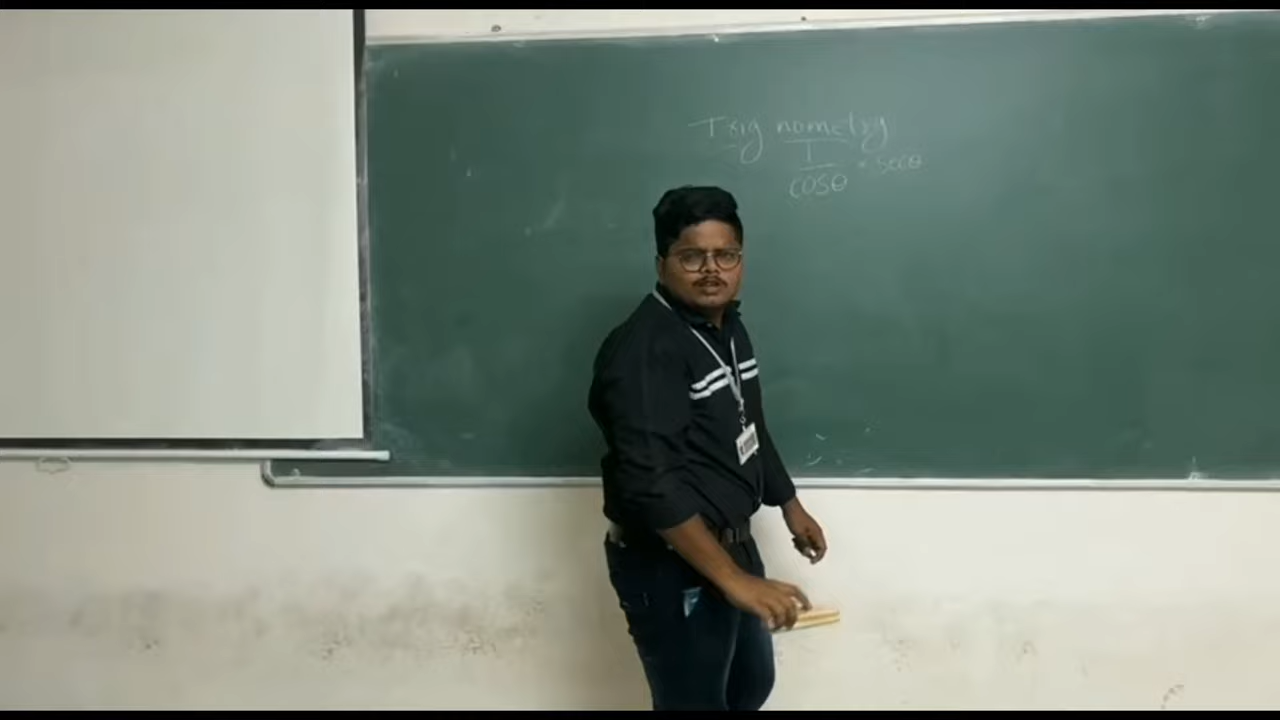 Trignometry
1/cosθ = secθ